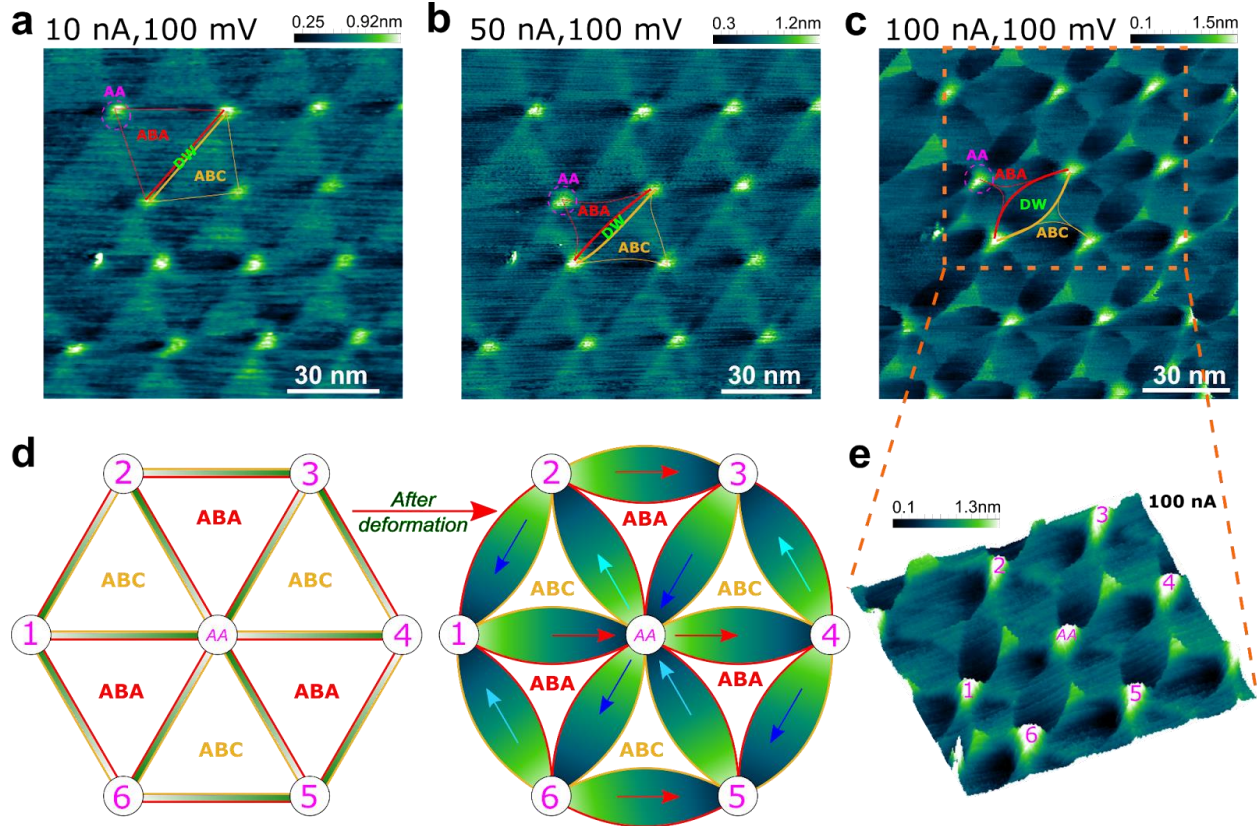 a 10 nA,100 mV
0.25 0.92nm
AA
ABA
DW
ABC
30 nm
b 50 nA,100 mV
0.3 1.2nm
AA
ABA
DW
ABC
30 nm
c 100 nA,100 mV
0.1 1.5nm
AA
ABA
DW
ABC
30 nm
d
2 3
ABA
ABC ABC
1 AA 4
ABA ABA
ABC
6 5
After
deformation
2 3
ABA
ABC ABC
1 AA 4
ABA ABA
ABC
6 5
e
0.1 1.3nm
100 nA
3
2
4
AA
1
5
6